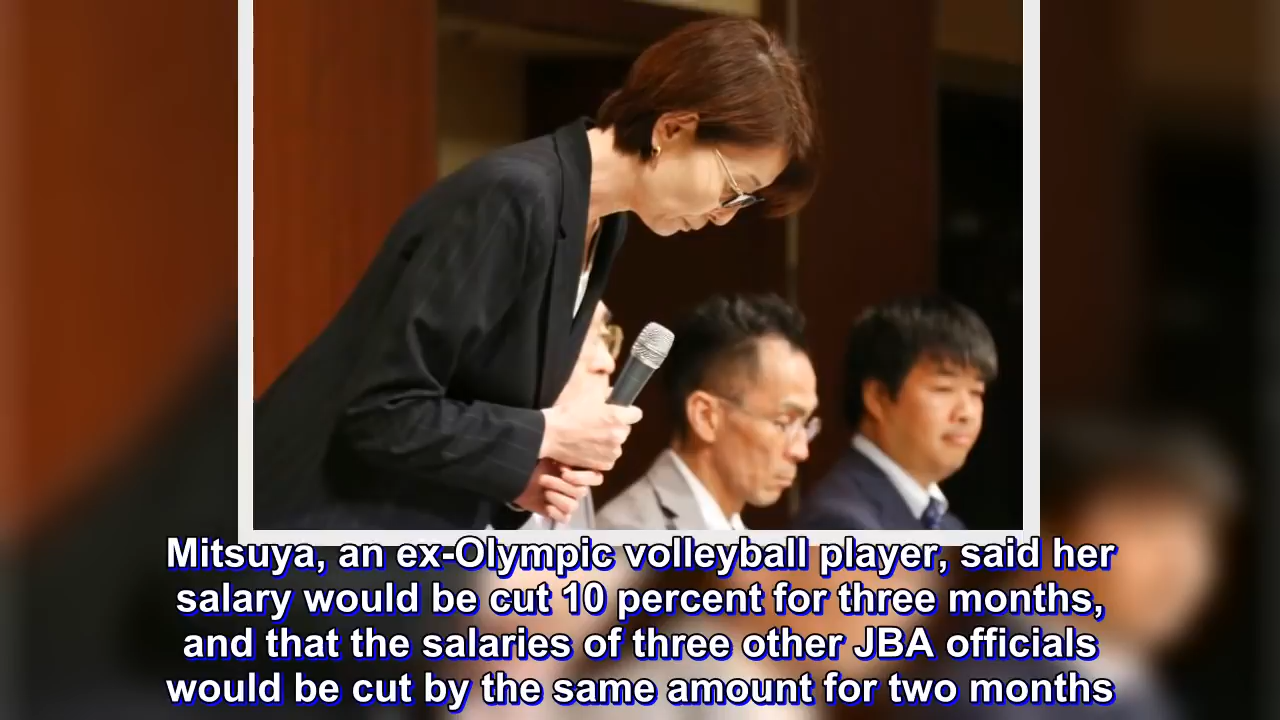 Mitsuya, an ex-Olympic volleyball player, said her
salary would be cut 10 percent for three months,
and that the salaries of three other JBA officials
would be cut by the same amount for two months